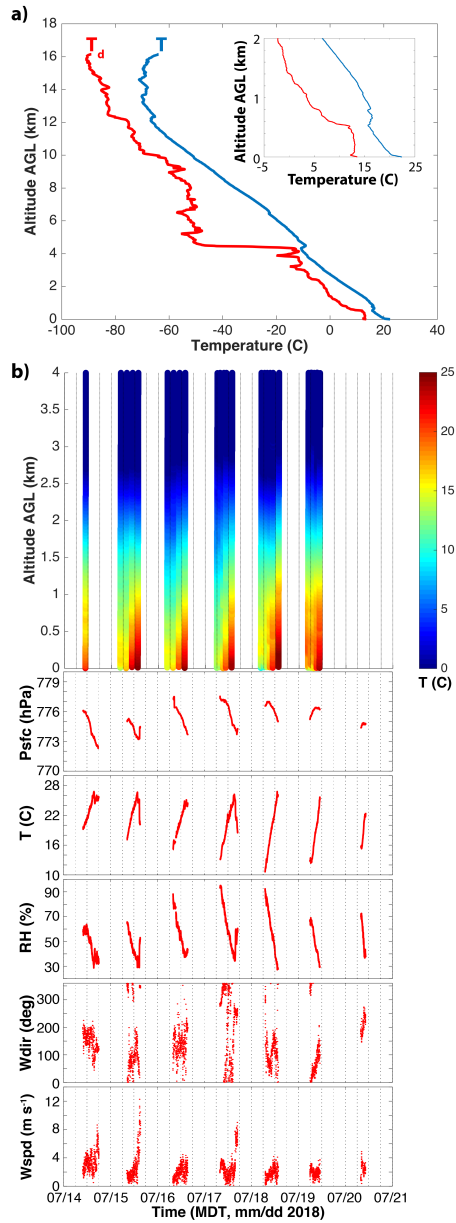 a)
18
16
14
12
10
8
6
4
2
0
Altitude AGL (km)
T
d
T
2
1
0
Altitude AGL (km)
-5 5 15 25
Temperature (C)
-100 -80 -60 -40 -20 0 20 40
Temperature (C)
b)
4
3.5
3
2.5
2
1.5
1
0.5
0
Altitude AGL (km)
25
20
15
10
5
0
T (C)
779
776
773
770
Psfc (hPa)
28
22
16
10
T (C)
90
70
50
30
RH (%)
300
200
100
0
Wdir (deg)
12
8
4
0
Wspd (m s-1)
07/14 07/15 07/16 07/17 07/18 07/19 07/20 07/21
Time (MDT, mm/dd 2018)